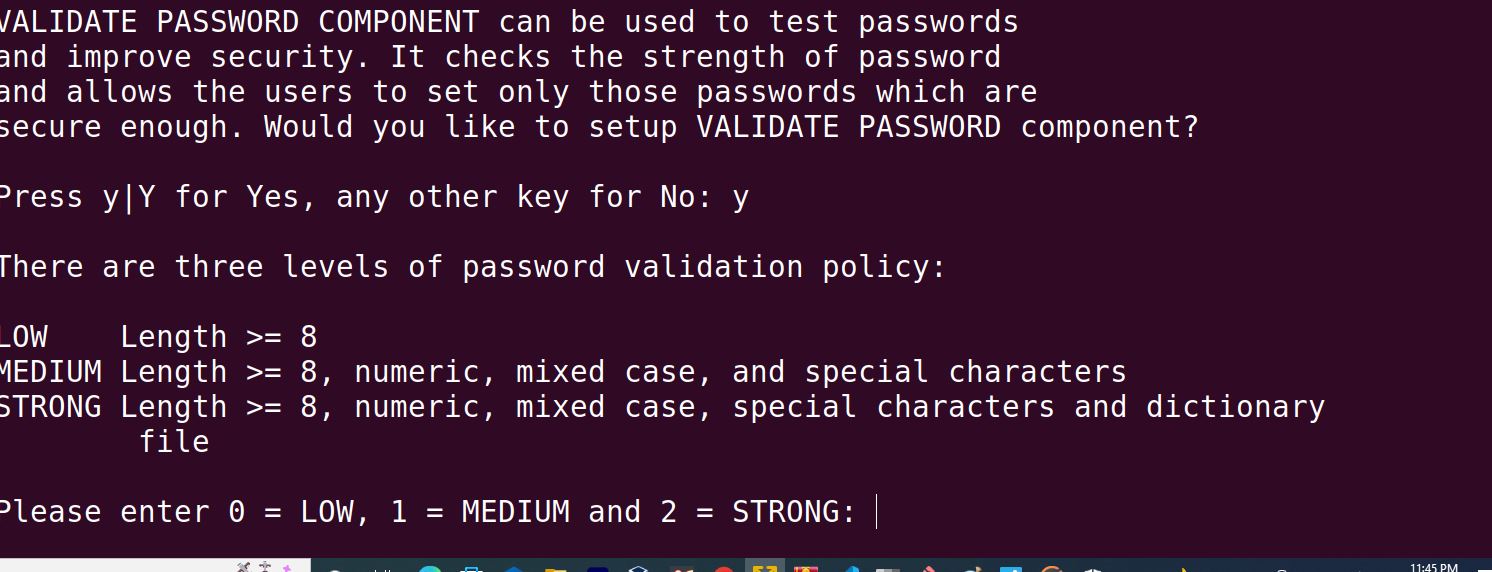 VALIDATE PASSWORD COMPONENT can be used to test passwords
and improve security. It checks the strength of password
and allows the users to set only those passwords which are
secure enough. Would you like to setup VALIDATE PASSWORD component?
Press y|Y for Yes, any other key for No: y
There are three levels of password validation policy:
LOW    Length >= 8
MEDIUM Length >= 8, numeric, mixed case, and special characters
STRONG Length >= 8, numeric, mixed case, special characters and dictionary
file
Please enter 0 = LOW, 1 = MEDIUM and 2 = STRONG:
11:45 PM